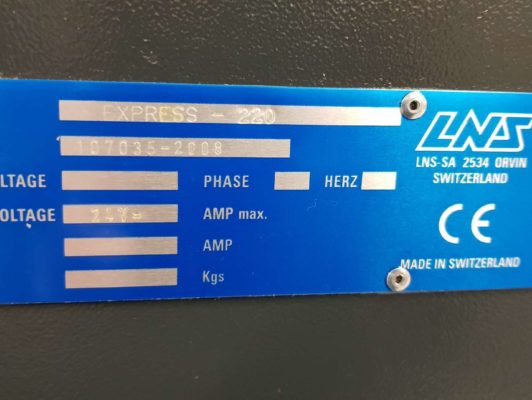 EXPRESS - 220
107035-2008
LTAGE PHASE HERZ
OLTAGE 24V= AMP max.
AMP
Kgs
LNS
LNS-SA 2534 ORVIN
SWITZERLAND
CE
MADE IN SWITZERLAND